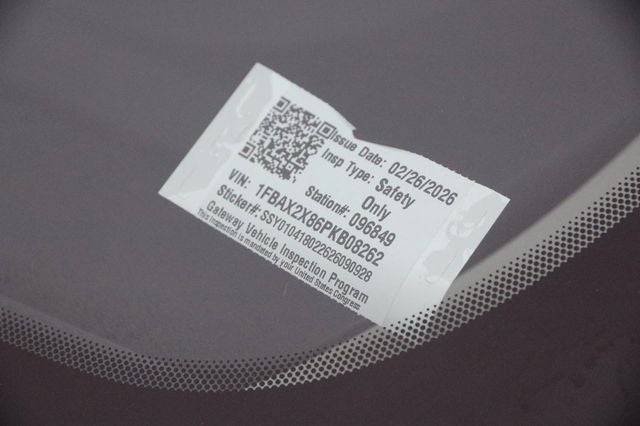 Issue Date: 02/26/2026
Insp Type: Safety
Only
Station#: 096849
VIN: 1FBAX2X86PKB08262
Sticker#: SSY010418022626090928
Gateway Vehicle Inspection Program
This inspection is mandated by your United States Congress